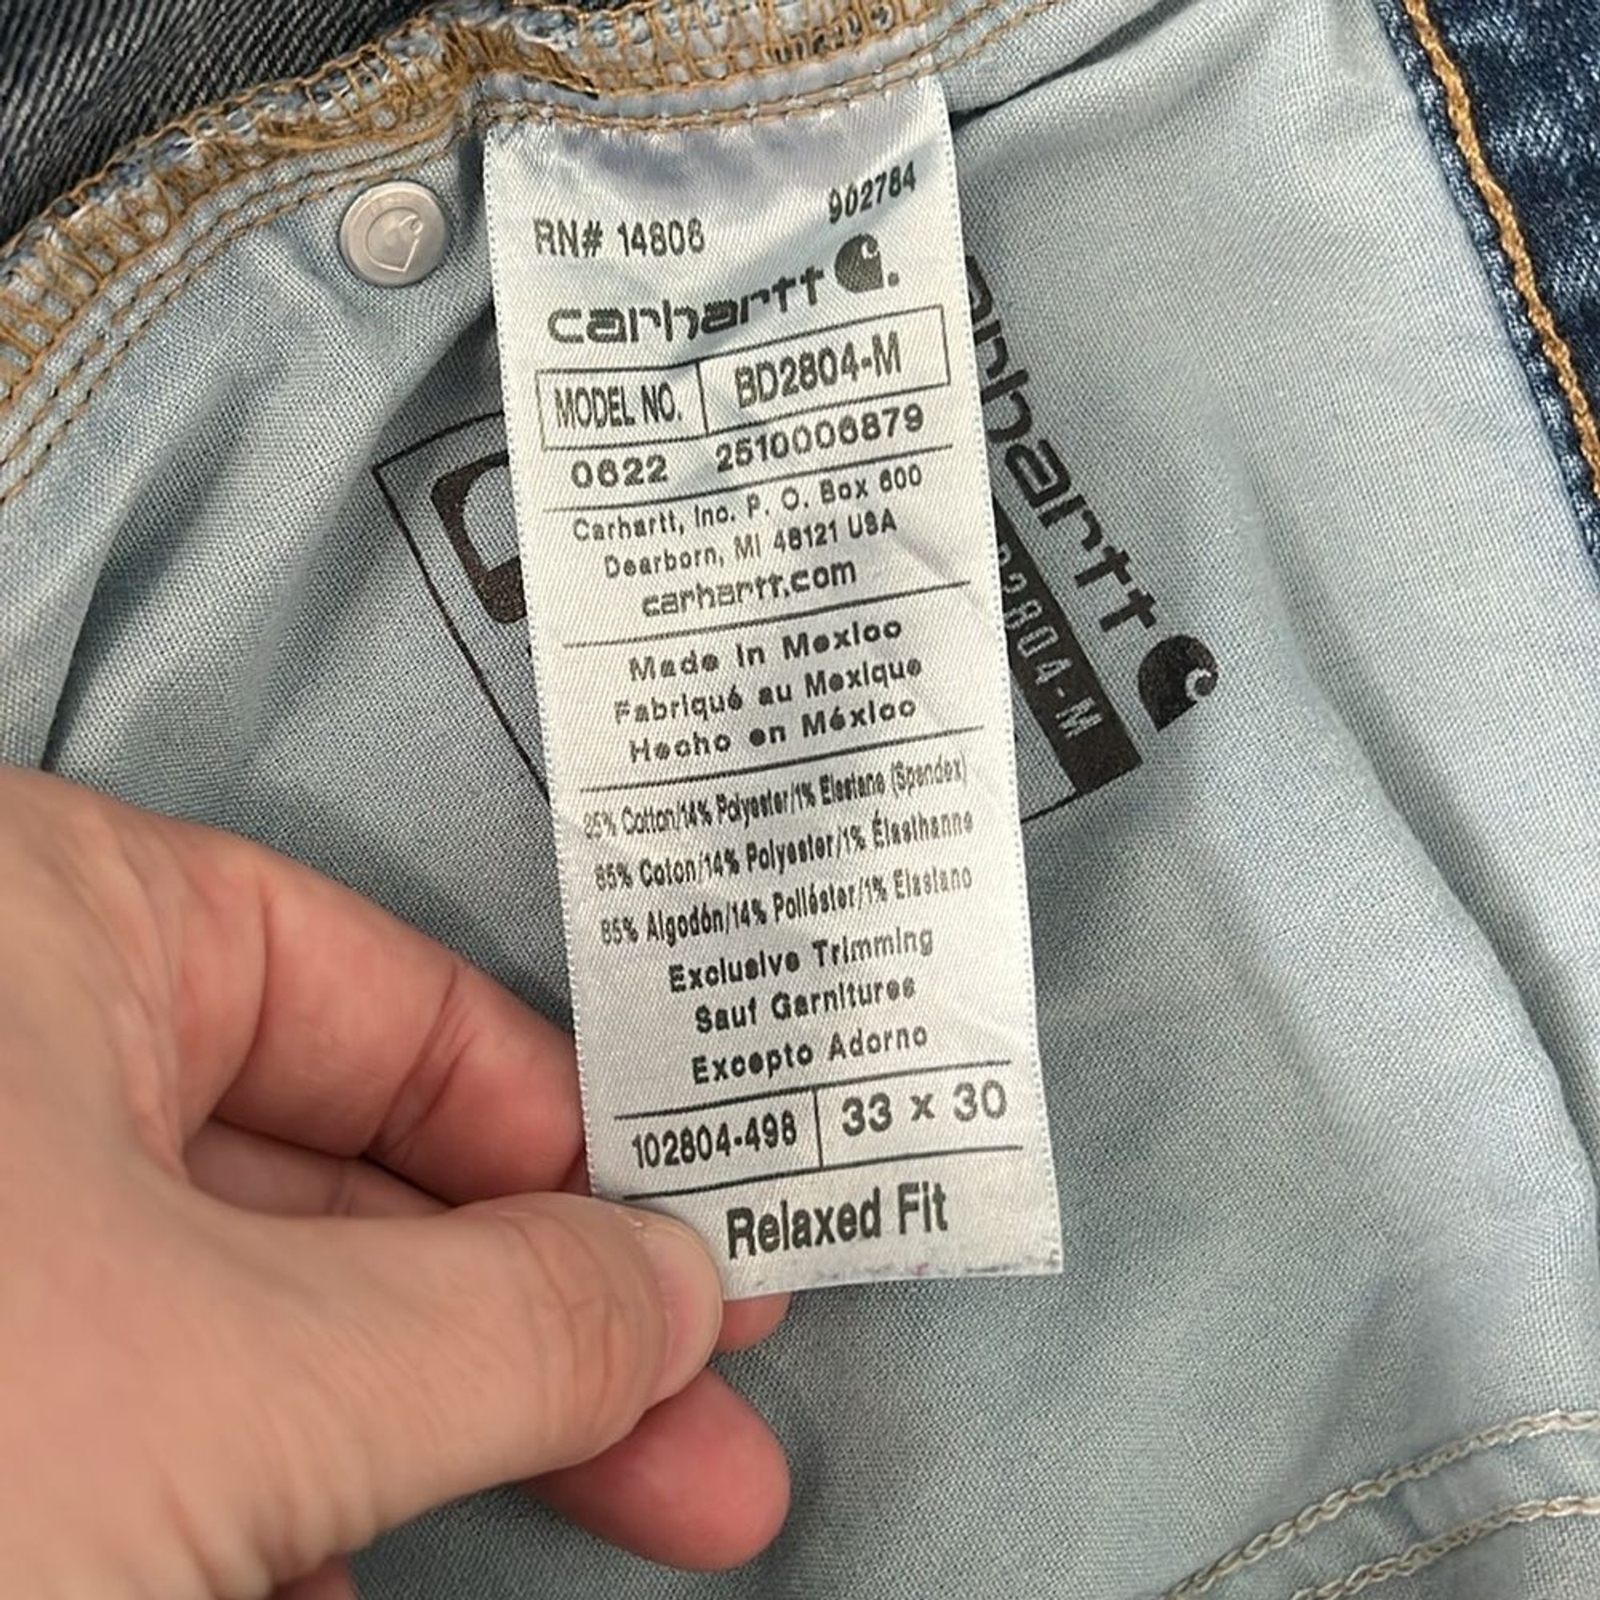 902784
RN# 14806
carhartt
MODEL NO. BD2804-M
0622 2510006879
Carhartt, Inc. P. O. Box 600
Dearborn, MI 48121 USA
carhartt.com
Made in Mexico
Fabriqué au Mexique
Hecho en México
85% Cotton/14% Polyester/1% Elastane (Spandex)
85% Coton/14% Polyester/1% Élasthanne
85% Algodón/14% Poliéster/1% Elastano
Exclusive Trimming
Sauf Garnitures
Excepto Adorno
102804-498 33 x 30
Relaxed Fit
arhartt
2804-M